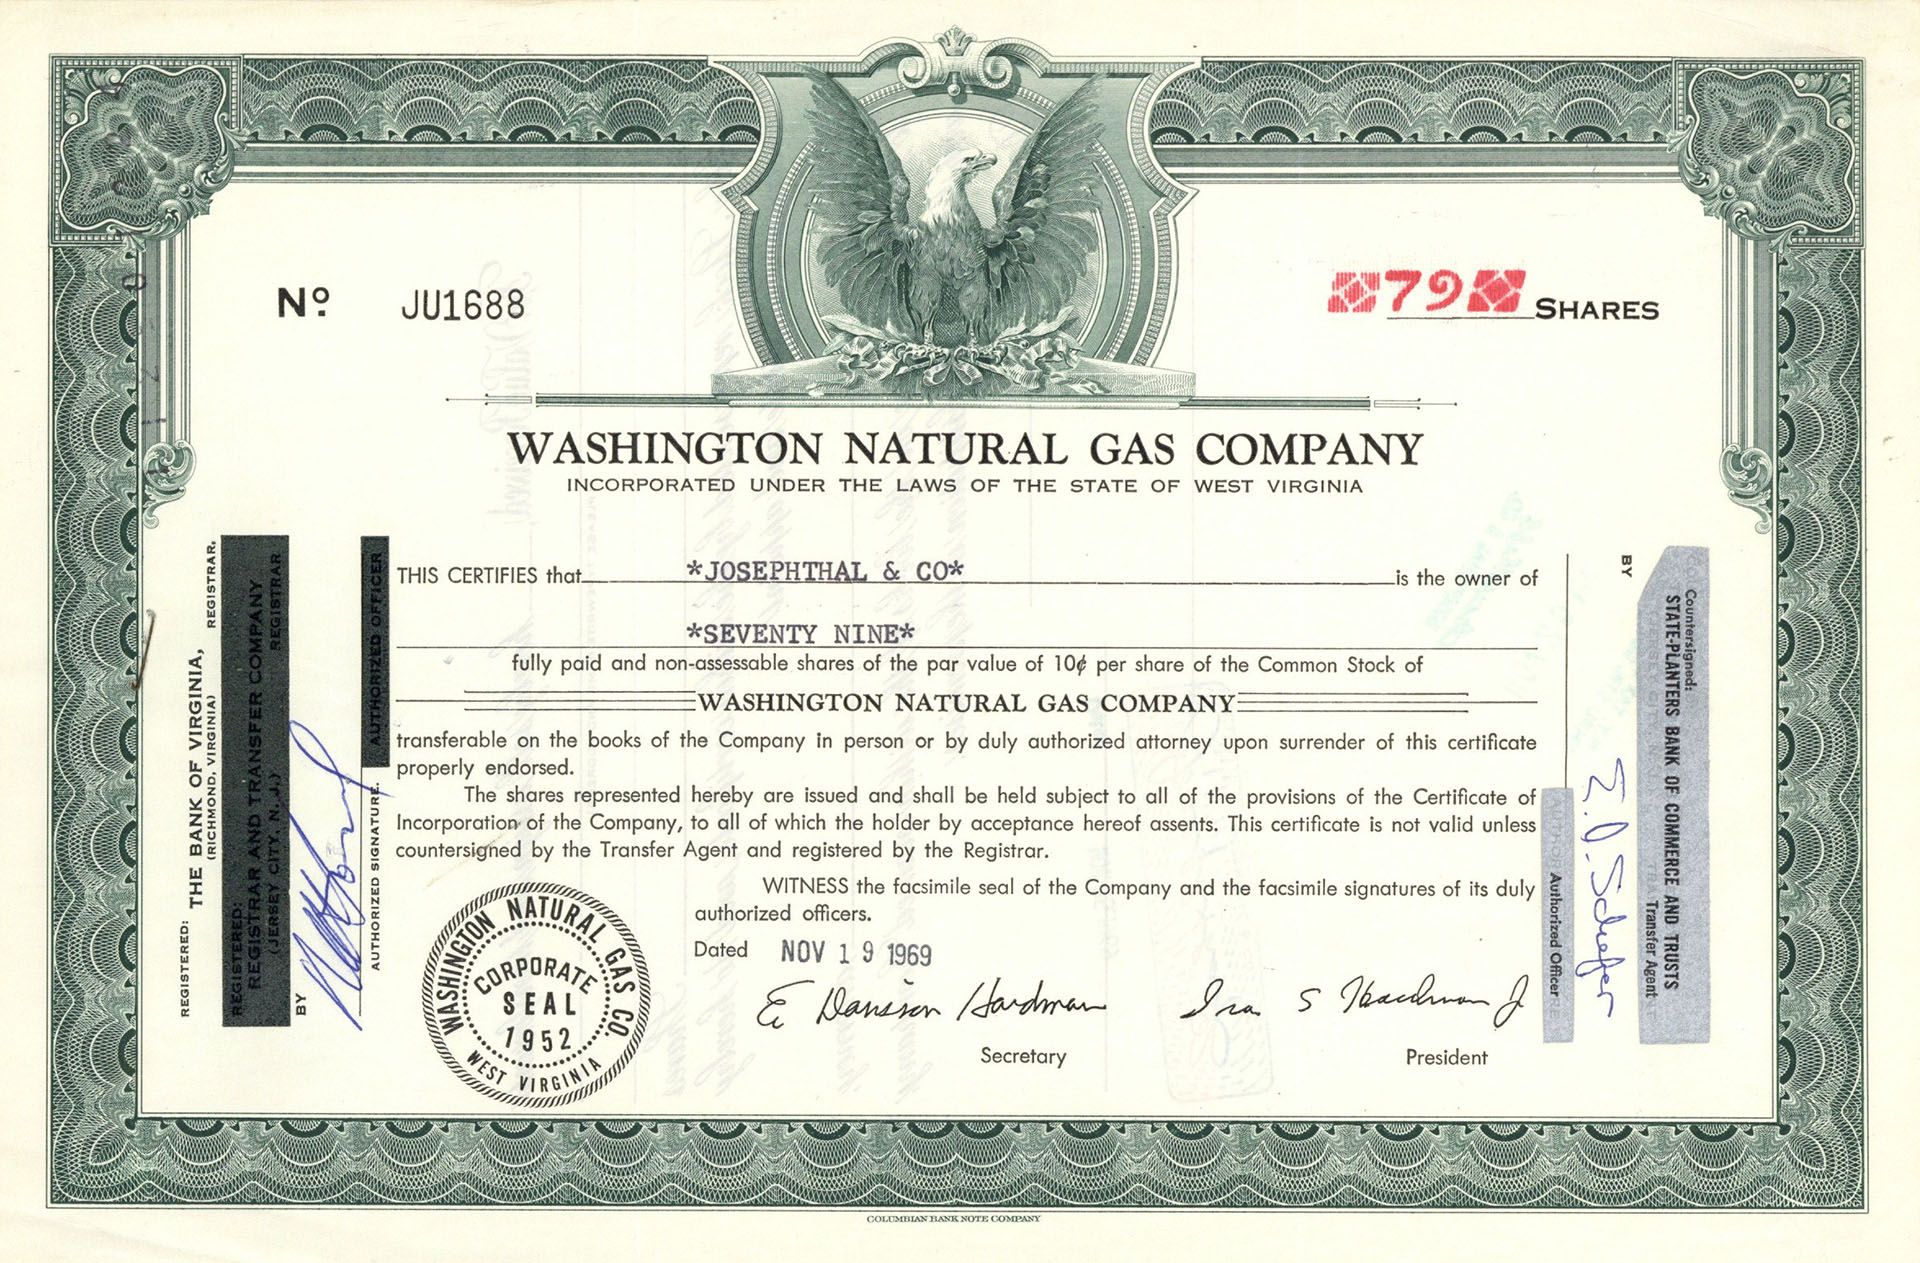 Nº JU1688
79 SHARES
WASHINGTON NATURAL GAS COMPANY
INCORPORATED UNDER THE LAWS OF THE STATE OF WEST VIRGINIA
THIS CERTIFIES that *JOSEPHTHAL & CO* is the owner of
*SEVENTY NINE*
fully paid and non-assessable shares of the par value of 10¢ per share of the Common Stock of
WASHINGTON NATURAL GAS COMPANY
transferable on the books of the Company in person or by duly authorized attorney upon surrender of this certificate
properly endorsed.
The shares represented hereby are issued and shall be held subject to all of the provisions of the Certificate of
Incorporation of the Company, to all of which the holder by acceptance hereof assents. This certificate is not valid unless
countersigned by the Transfer Agent and registered by the Registrar.
WITNESS the facsimile seal of the Company and the facsimile signatures of its duly
authorized officers.
Dated NOV 19 1969
E Danison Hardman
Secretary
Ira S Hardman Jr
President
WASHINGTON NATURAL GAS CO.
WEST VIRGINIA
CORPORATE
SEAL
1952
REGISTERED:
THE BANK OF VIRGINIA,
(RICHMOND, VIRGINIA) REGISTRAR,
REGISTERED:
REGISTRAR AND TRANSFER COMPANY
(JERSEY CITY, N. J.) REGISTRAR
BY
AUTHORIZED SIGNATURE.
AUTHORIZED OFFICER
Countersigned:
STATE-PLANTERS BANK OF COMMERCE AND TRUSTS
Transfer Agent
BY
Authorized Officer
COLUMBIAN BANK NOTE COMPANY